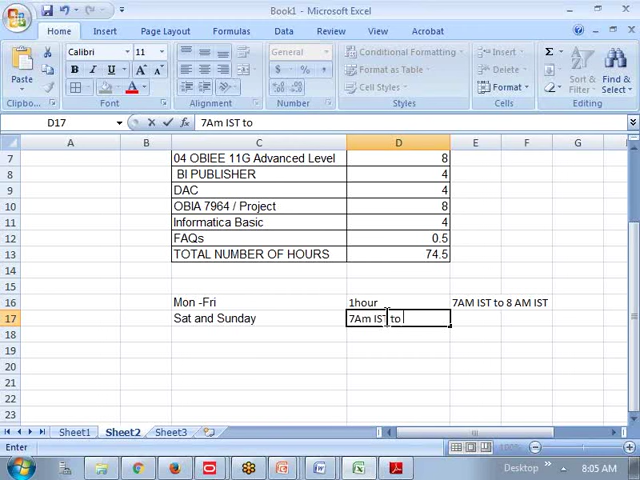 Book1 - Microsoft Excel
Home Insert Page Layout Formulas Data Review View Acrobat
Paste
Calibri 11
General
Conditional Formatting
Format as Table
Cell Styles
Insert
Delete
Format
Sort & Filter
Find & Select
Clipboard Font Alignment Number Styles Cells Editing
D17 7Am IST to
A B C D E F G
7 04 OBIEE 11G Advanced Level 8
8 BI PUBLISHER 4
9 DAC 4
10 OBIA 7964 / Project 8
11 Informatica Basic 4
12 FAQs 0.5
13 TOTAL NUMBER OF HOURS 74.5
14
15
16 Mon -Fri 1hour 7AM IST to 8 AM IST
17 Sat and Sunday 7Am IST to
18
19
20
21
22
23
Sheet1 Sheet2 Sheet3
Enter 100%
Desktop 8:05 AM